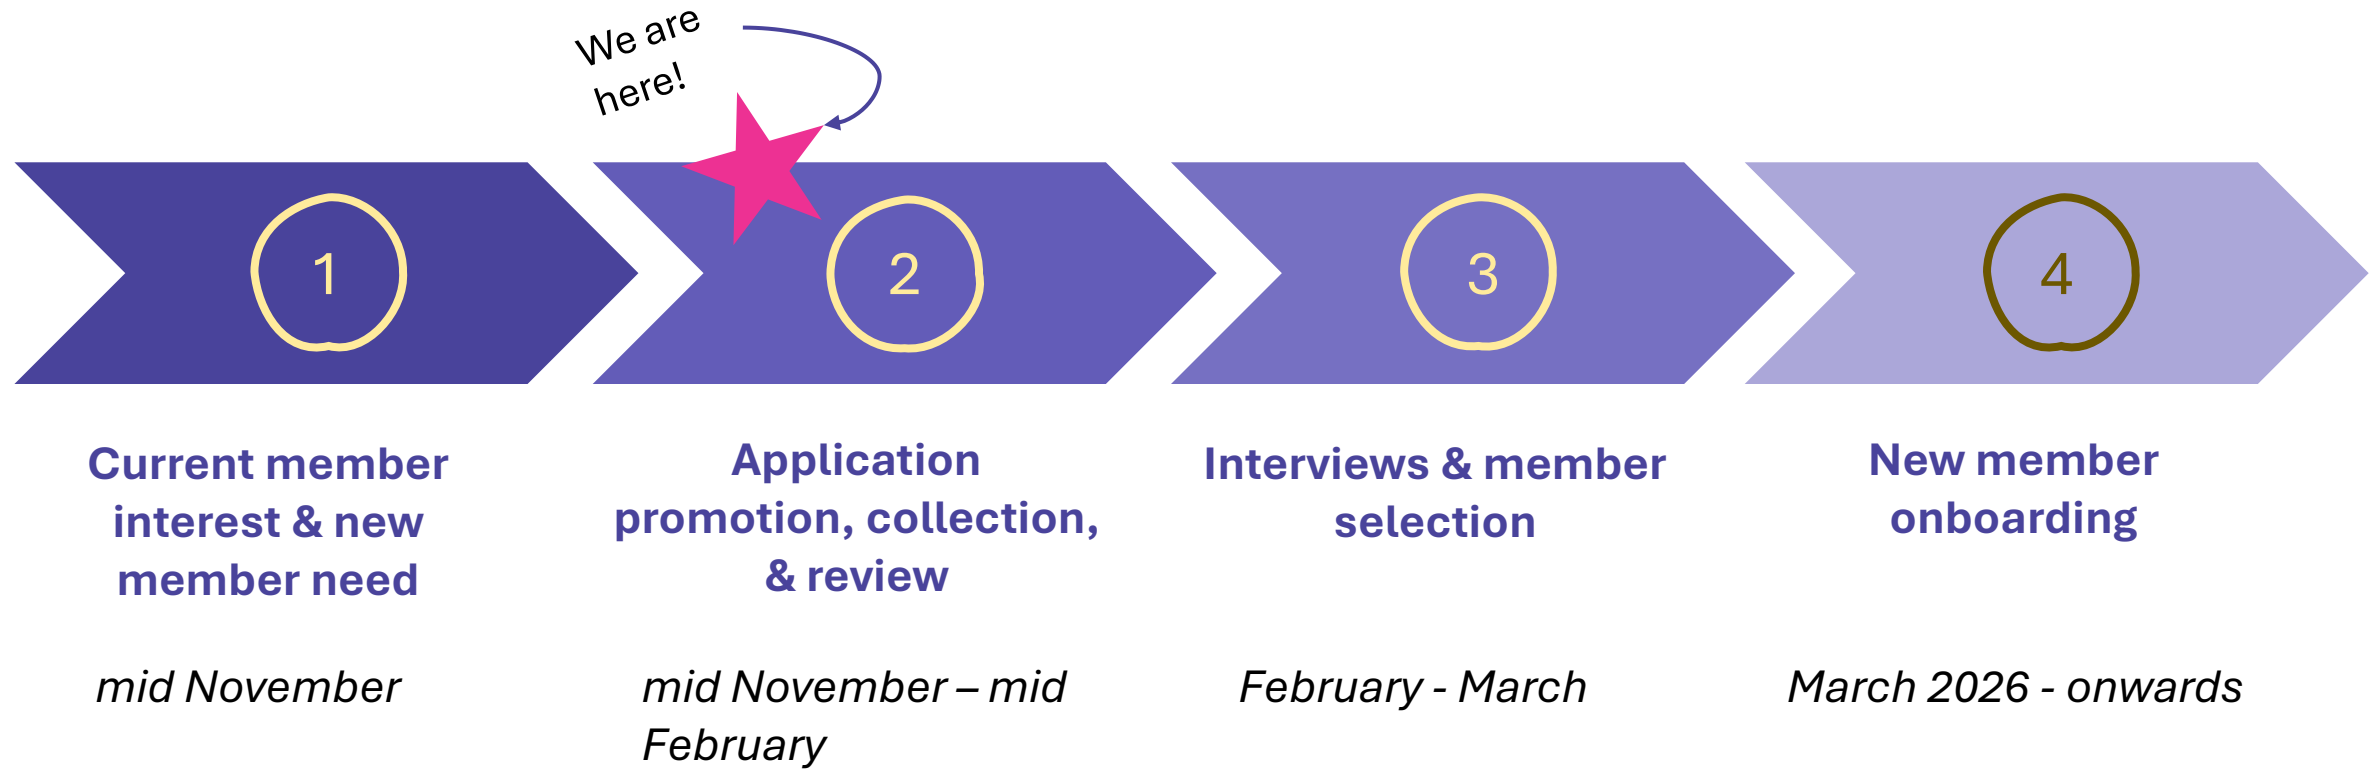 We are
here!
1
2
3
4
Current member
interest & new
member need
Application
promotion, collection,
& review
Interviews & member
selection
New member
onboarding
mid November
mid November – mid
February
February - March
March 2026 - onwards